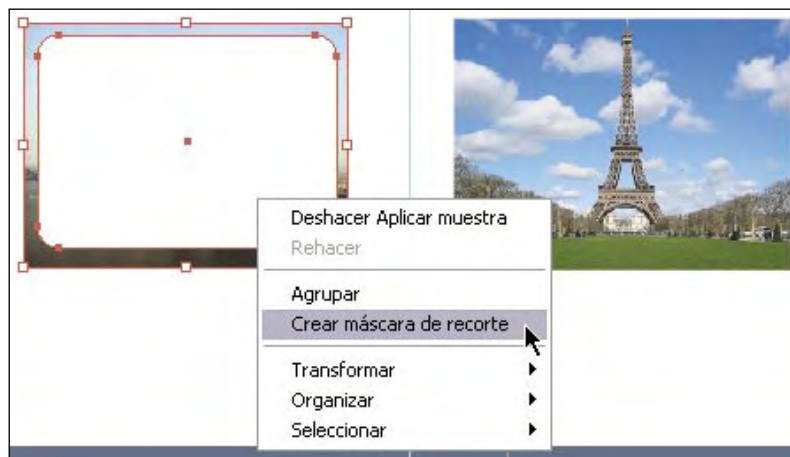 Deshacer Aplicar muestra
Rehacer
Agrupar
Crear máscara de recorte
Transformar
Organizar
Seleccionar